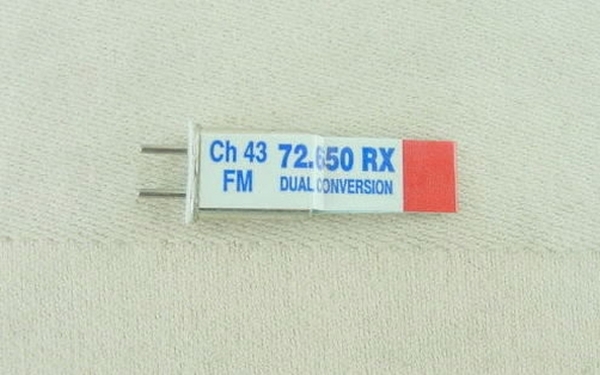 Ch 43 72.650 RX
FM DUAL CONVERSION